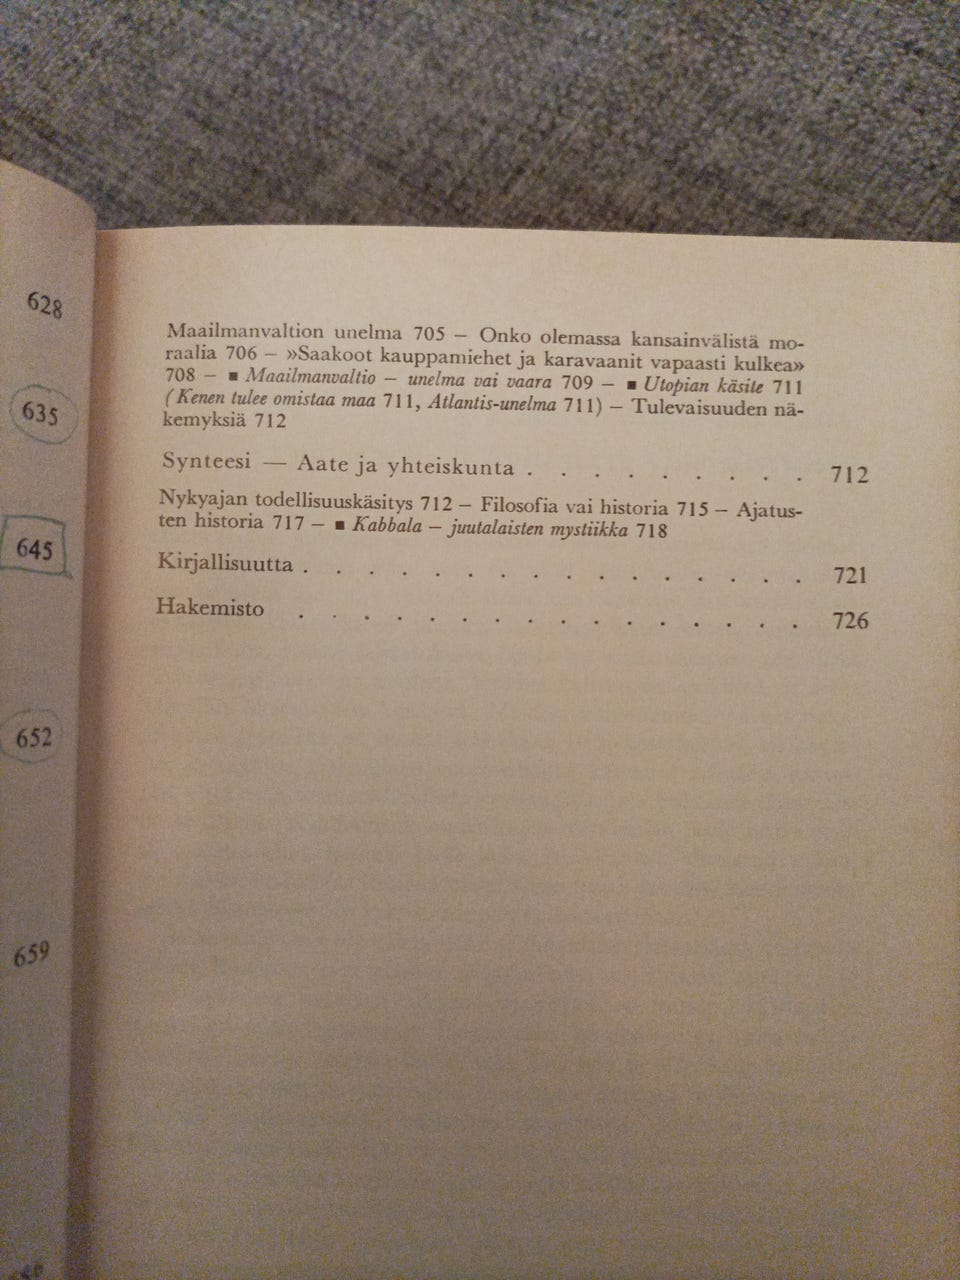 628
635
645
652
659
Maailmanvaltion unelma 705 – Onko olemassa kansainvälistä mo-
raalia 706 – »Saakoot kauppamiehet ja karavaanit vapaasti kulkea»
708 – ■ Maailmanvaltio – unelma vai vaara 709 – ■ Utopian käsite 711
(Kenen tulee omistaa maa 711, Atlantis-unelma 711) – Tulevaisuuden nä-
kemyksiä 712
Synteesi — Aate ja yhteiskunta . . . . . . . . . 712
Nykyajan todellisuuskäsitys 712 – Filosofia vai historia 715 – Ajatus-
ten historia 717 – ■ Kabbala – juutalaisten mystiikka 718
Kirjallisuutta . . . . . . . . . . . . . . . . 721
Hakemisto . . . . . . . . . . . . . . . . 726